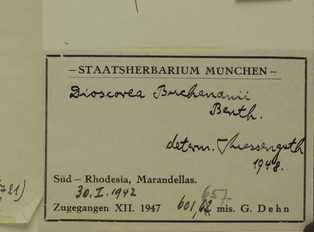 – STAATSHERBARIUM MÜNCHEN –
Dioscorea Buchananii
Benth.
determ. Suessenguth
1948.
Süd – Rhodesia, Marandellas.
30. I. 1942
657
Zugegangen XII. 1947 601/62 mis. G. Dehn